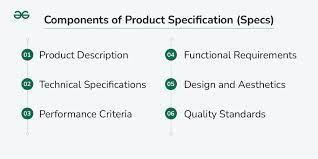 Components of Product Specification (Specs)
01 Product Description
02 Technical Specifications
03 Performance Criteria
04 Functional Requirements
05 Design and Aesthetics
06 Quality Standards